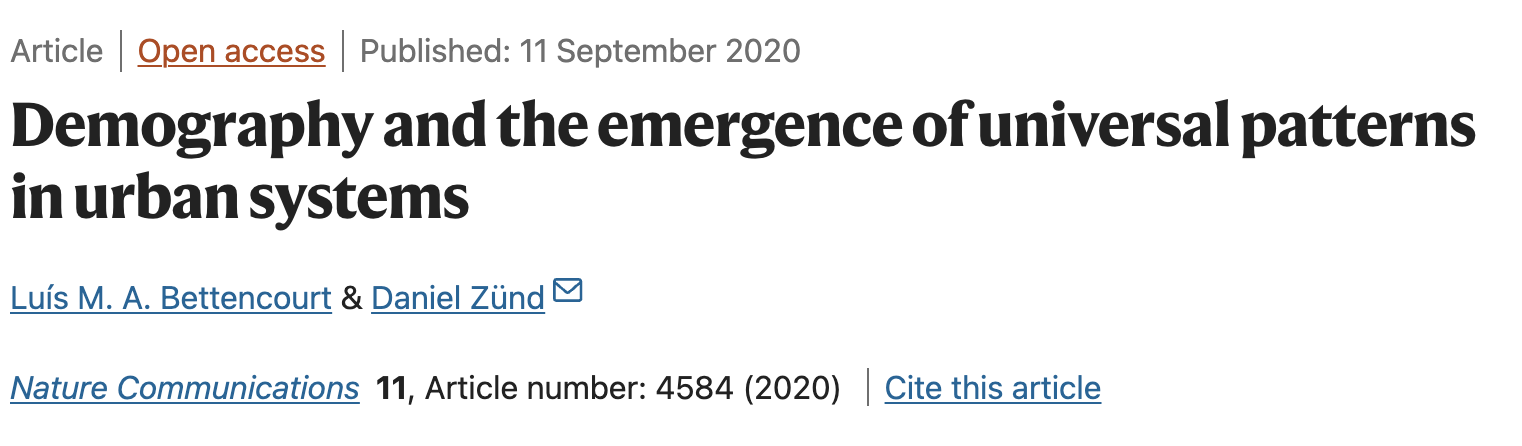 Article | Open access | Published: 11 September 2020
Demography and the emergence of universal patterns
in urban systems
Luís M. A. Bettencourt & Daniel Zünd
Nature Communications 11, Article number: 4584 (2020) | Cite this article